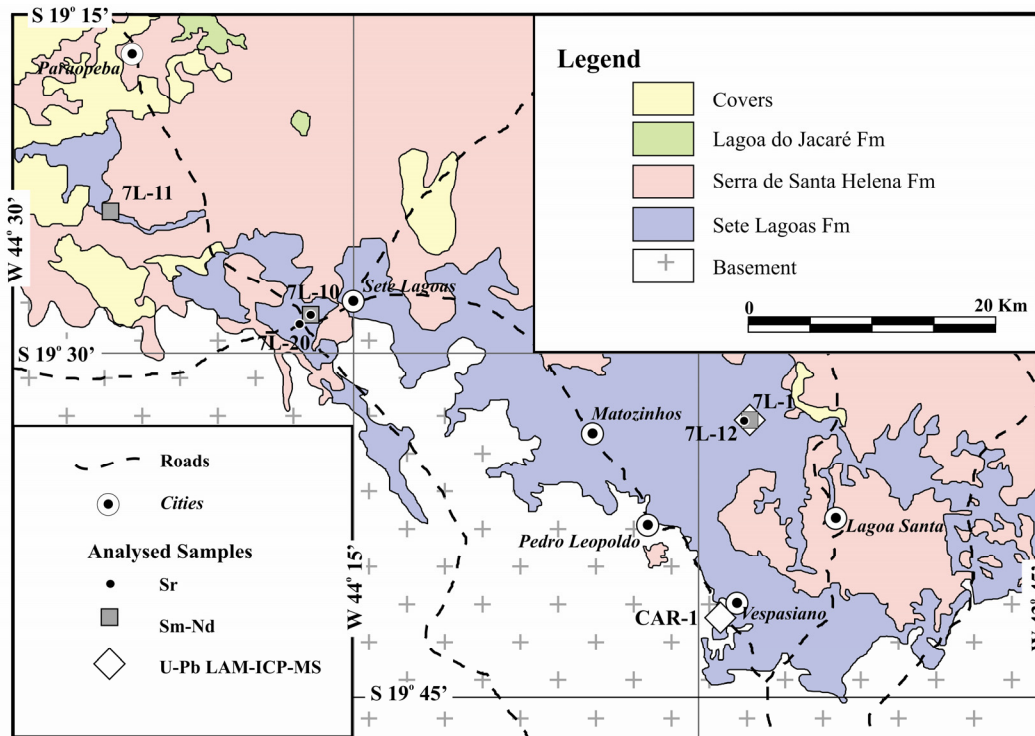 S 19° 15’
Paraopeba
Legend
Covers
Lagoa do Jacaré Fm
Serra de Santa Helena Fm
Sete Lagoas Fm
Basement
0 20 Km
7L-11
W 44° 30’
7L-10
Sete Lagoas
7L-20
S 19° 30’
Matozinhos
7L-1
7L-12
Pedro Leopoldo
Lagoa Santa
Roads
Cities
Analysed Samples
Sr
Sm-Nd
U-Pb LAM-ICP-MS
W 44° 15’
CAR-1
Vespasiano
S 19° 45’